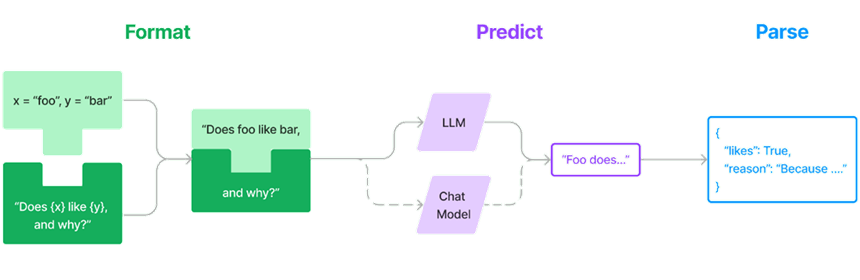 Format
Predict
Parse
x = “foo”, y = “bar”
“Does {x} like {y},
and why?”
“Does foo like bar,
and why?”
LLM
Chat
Model
“Foo does...”
{
“likes”: True,
“reason”: “Because ....”
}